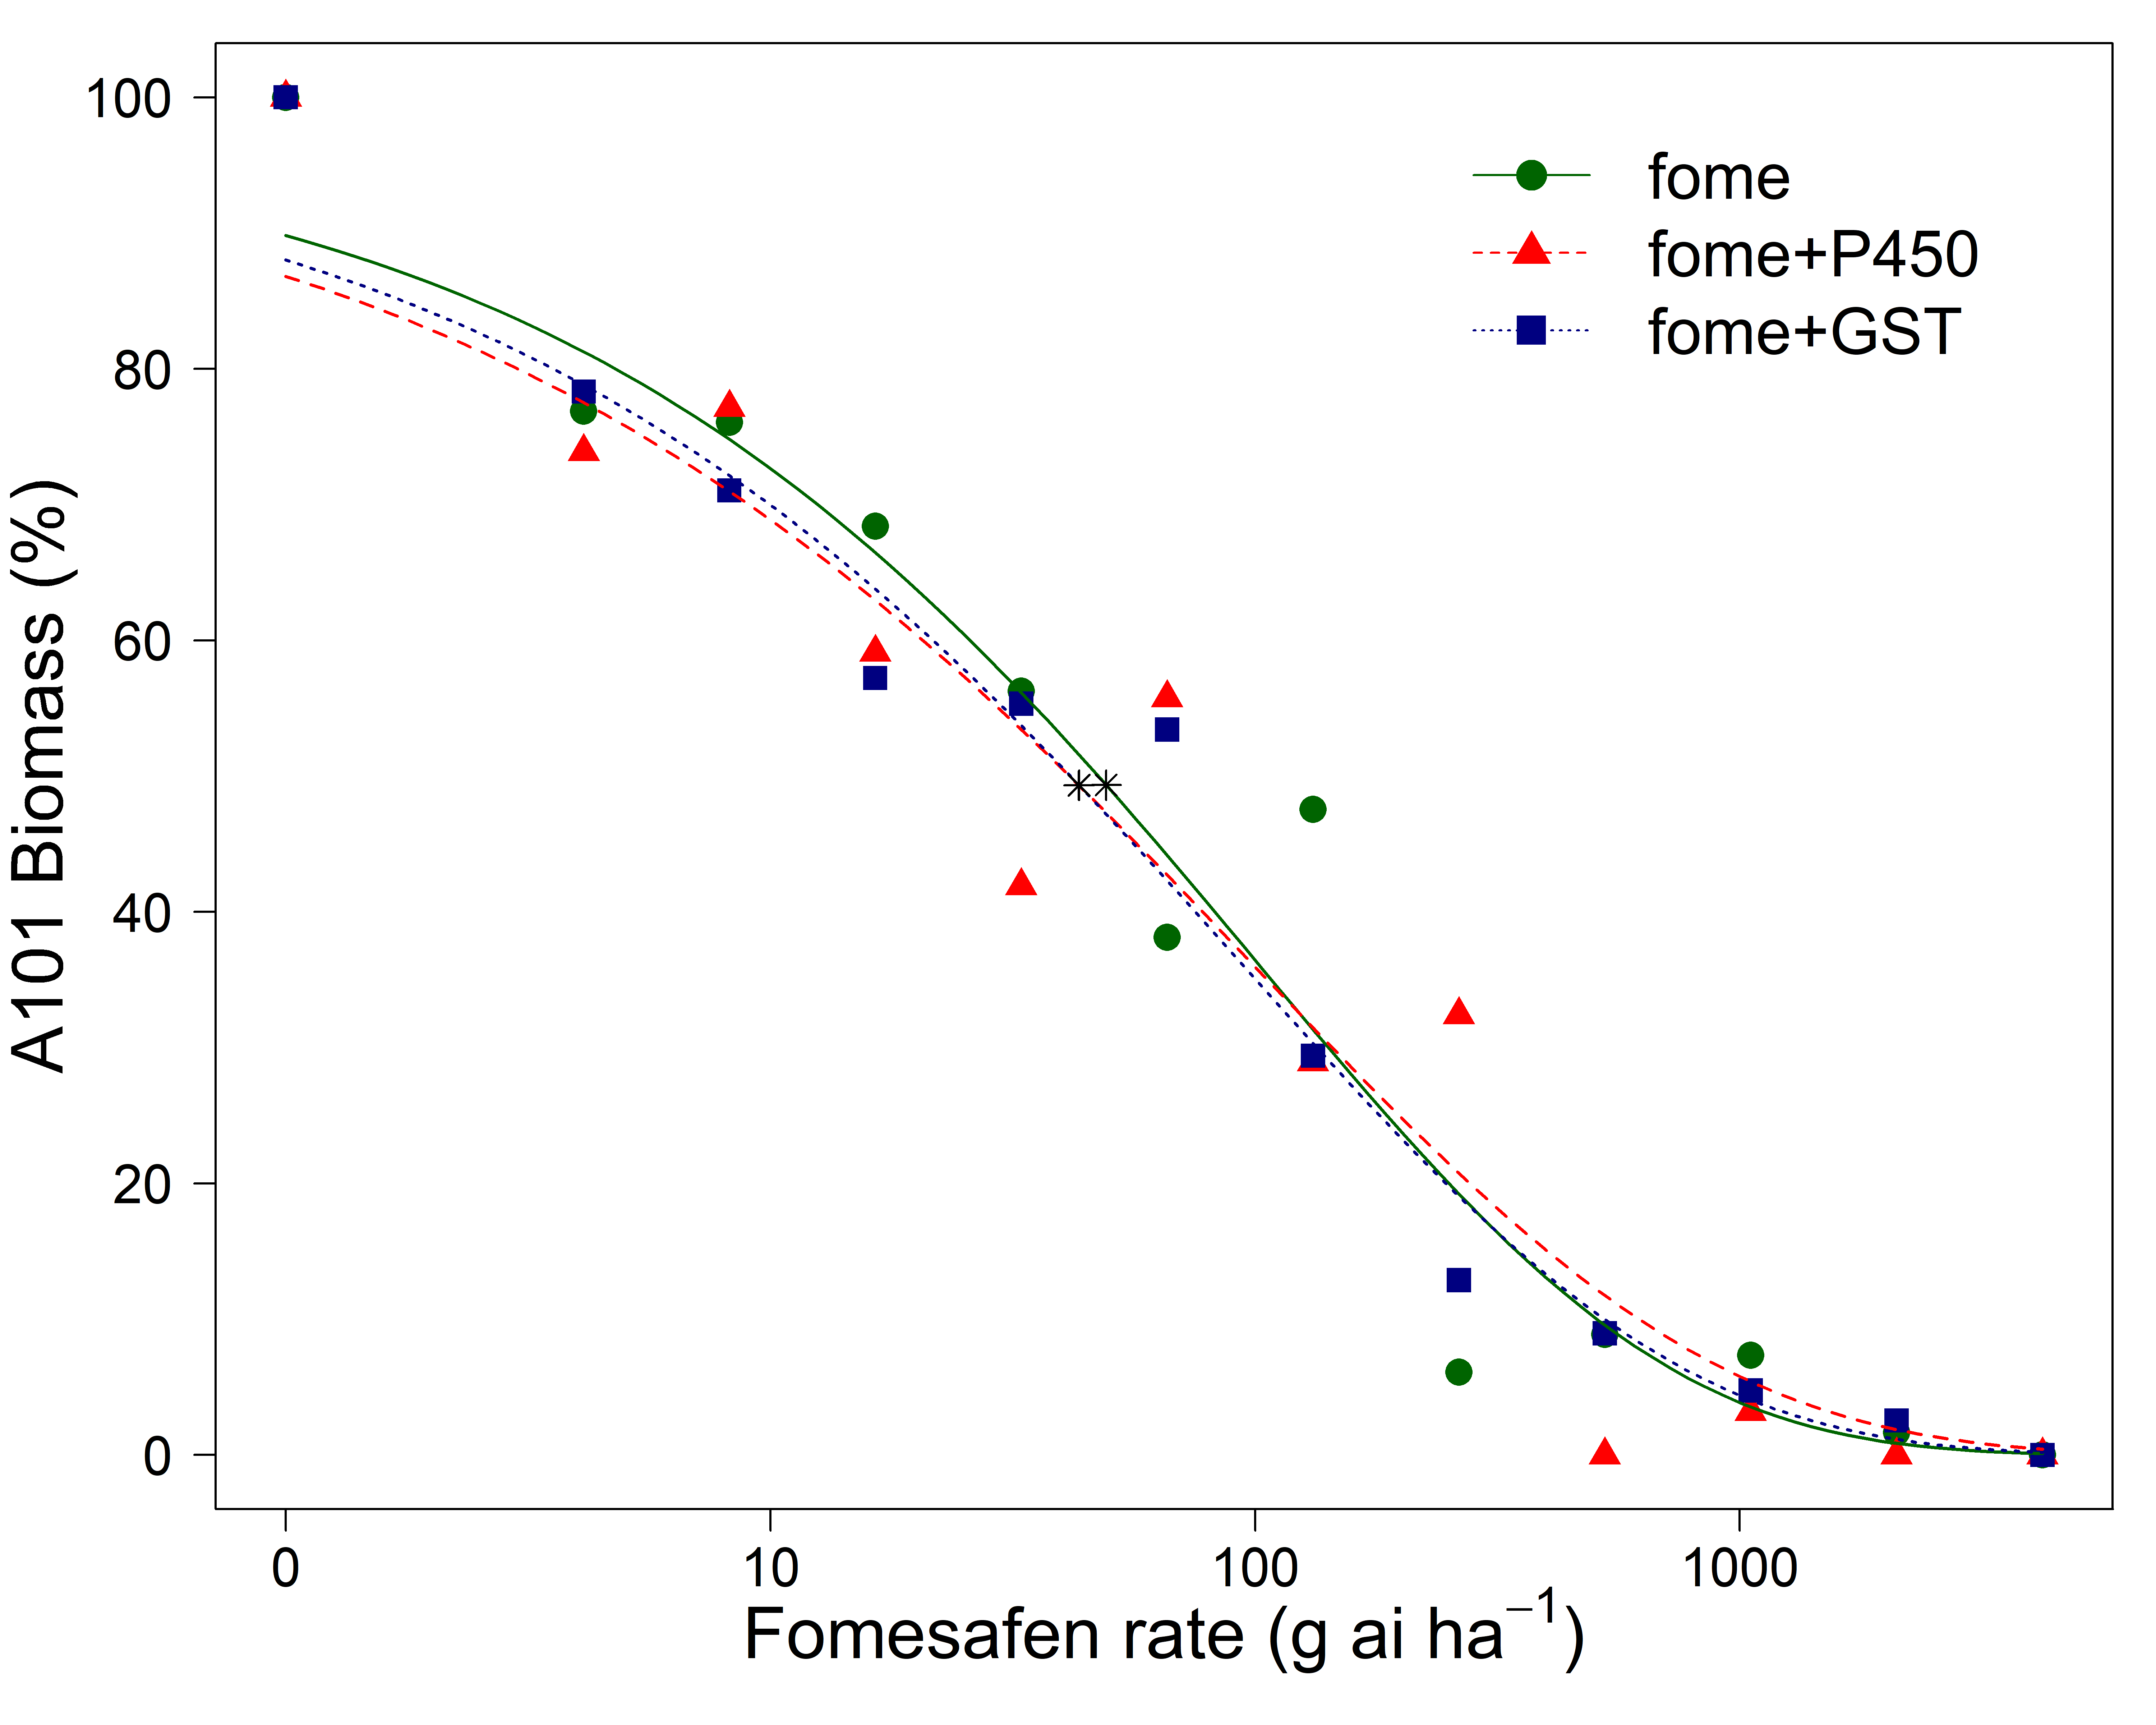 100
80
60
40
20
0
A101 Biomass (%)
fome
fome+P450
fome+GST
0 10 100 1000
Fomesafen rate (g ai ha⁻¹)